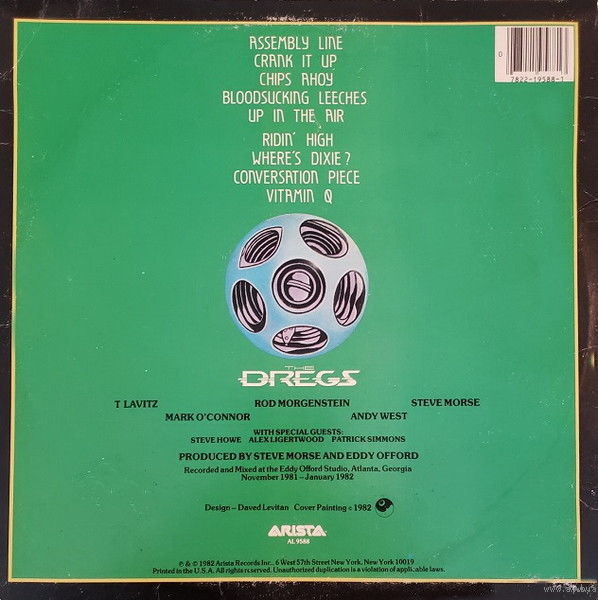 ASSEMBLY LINE
CRANK IT UP
CHIPS AHOY
BLOODSUCKING LEECHES
UP IN THE AIR
RIDIN' HIGH
WHERE'S DIXIE?
CONVERSATION PIECE
VITAMIN Q
0
7822-19588-1
THE
DREGS
T LAVITZ ROD MORGENSTEIN STEVE MORSE
MARK O'CONNOR ANDY WEST
WITH SPECIAL GUESTS:
STEVE HOWE ALEX LIGERTWOOD PATRICK SIMMONS
PRODUCED BY STEVE MORSE AND EDDY OFFORD
Recorded and Mixed at the Eddy Offord Studio, Atlanta, Georgia
November 1981 – January 1982
Design – Daved Levitan Cover Painting c 1982
ARISTA
AL 9588
℗ & © 1982 Arista Records Inc., 6 West 57th Street New York, New York 10019
Printed in the U.S.A. All rights reserved. Unauthorized duplication is a violation of applicable laws.